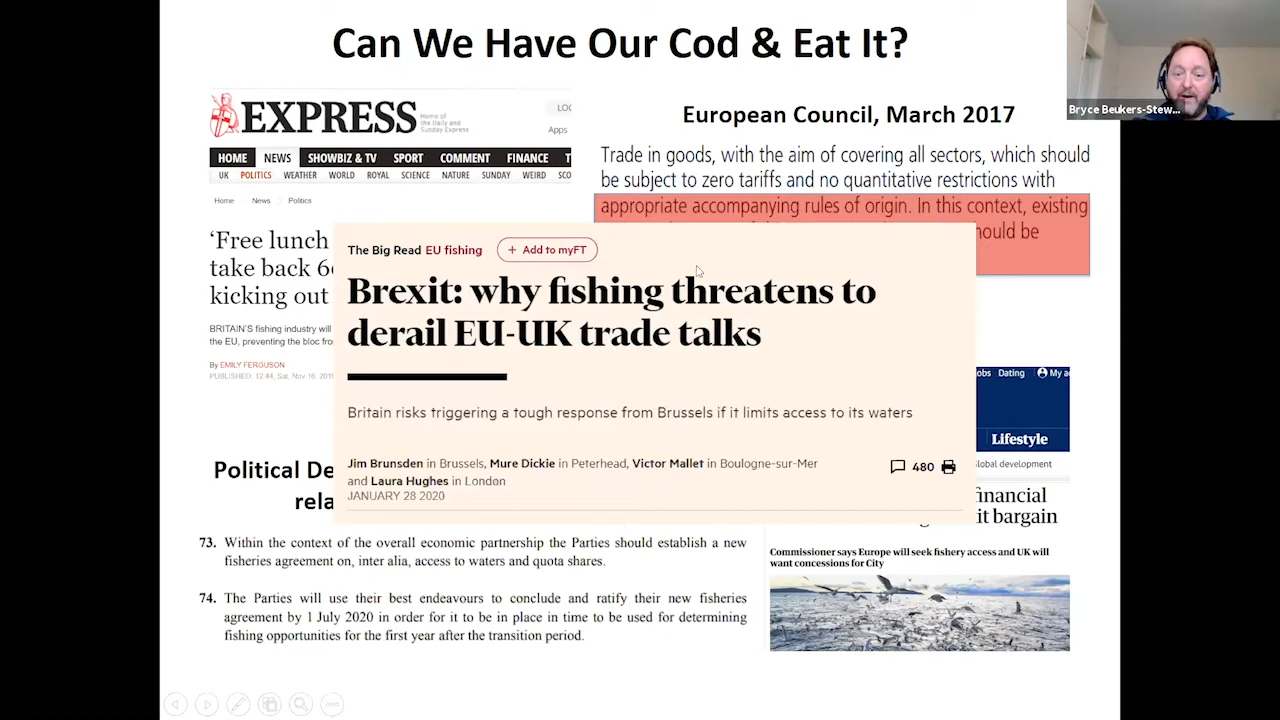 Can We Have Our Cod & Eat It?
Bryce Beukers-Stew...
EXPRESS
Home of
the Daily and
Sunday Express
LOG
Apps
HOME NEWS SHOWBIZ & TV SPORT COMMENT FINANCE T
UK POLITICS WEATHER WORLD ROYAL SCIENCE NATURE SUNDAY WEIRD SCO
Home News Politics
'Free lunch
take back 6
kicking out
BRITAIN'S fishing industry will
the EU, preventing the bloc fro
By EMILY FERGUSON
PUBLISHED: 12:44, Sat, Nov 16, 2019
European Council, March 2017
Trade in goods, with the aim of covering all sectors, which should
be subject to zero tariffs and no quantitative restrictions with
appropriate accompanying rules of origin. In this context, existing
hould be
The Big Read EU fishing + Add to myFT
Brexit: why fishing threatens to
derail EU-UK trade talks
Britain risks triggering a tough response from Brussels if it limits access to its waters
Jim Brunsden in Brussels, Mure Dickie in Peterhead, Victor Mallet in Boulogne-sur-Mer
and Laura Hughes in London
JANUARY 28 2020
480
obs Dating My a
Lifestyle
Global development
financial
it bargain
Commissioner says Europe will seek fishery access and UK will
want concessions for City
Political De
rela
73. Within the context of the overall economic partnership the Parties should establish a new
fisheries agreement on, inter alia, access to waters and quota shares.
74. The Parties will use their best endeavours to conclude and ratify their new fisheries
agreement by 1 July 2020 in order for it to be in place in time to be used for determining
fishing opportunities for the first year after the transition period.